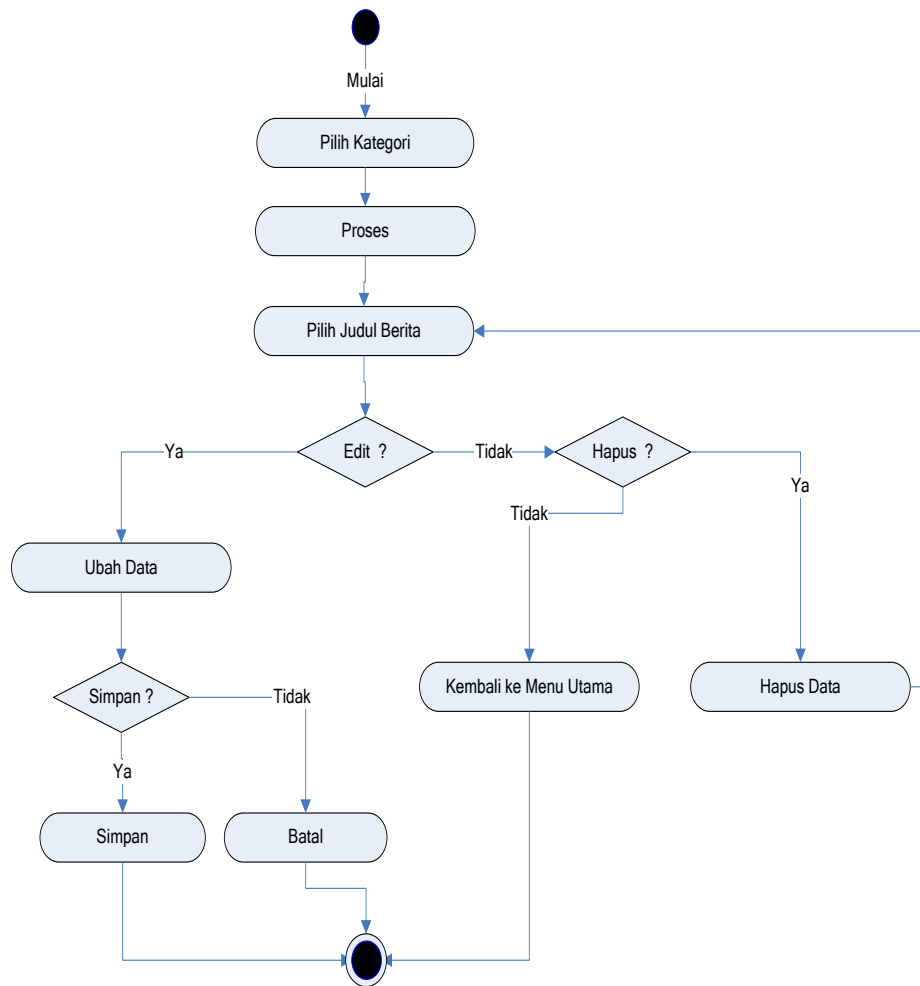 Mulai
Pilih Kategori
Proses
Pilih Judul Berita
Ya
Edit ?
Tidak
Hapus ?
Ya
Tidak
Ubah Data
Simpan ?
Tidak
Kembali ke Menu Utama
Hapus Data
Ya
Simpan
Batal